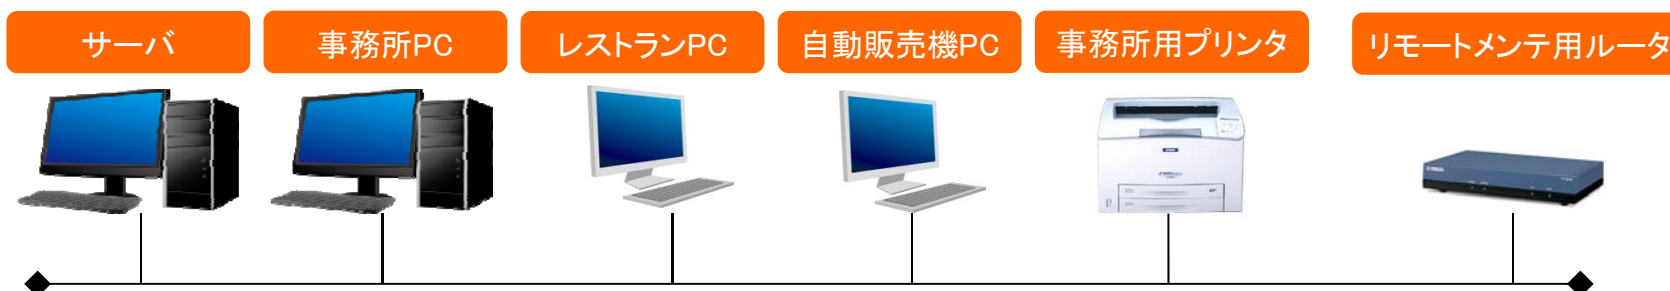 サーバ
事務所PC
レストランPC
自動販売機PC
事務所用プリンタ
リモートメンテ用ルータ
EPSON